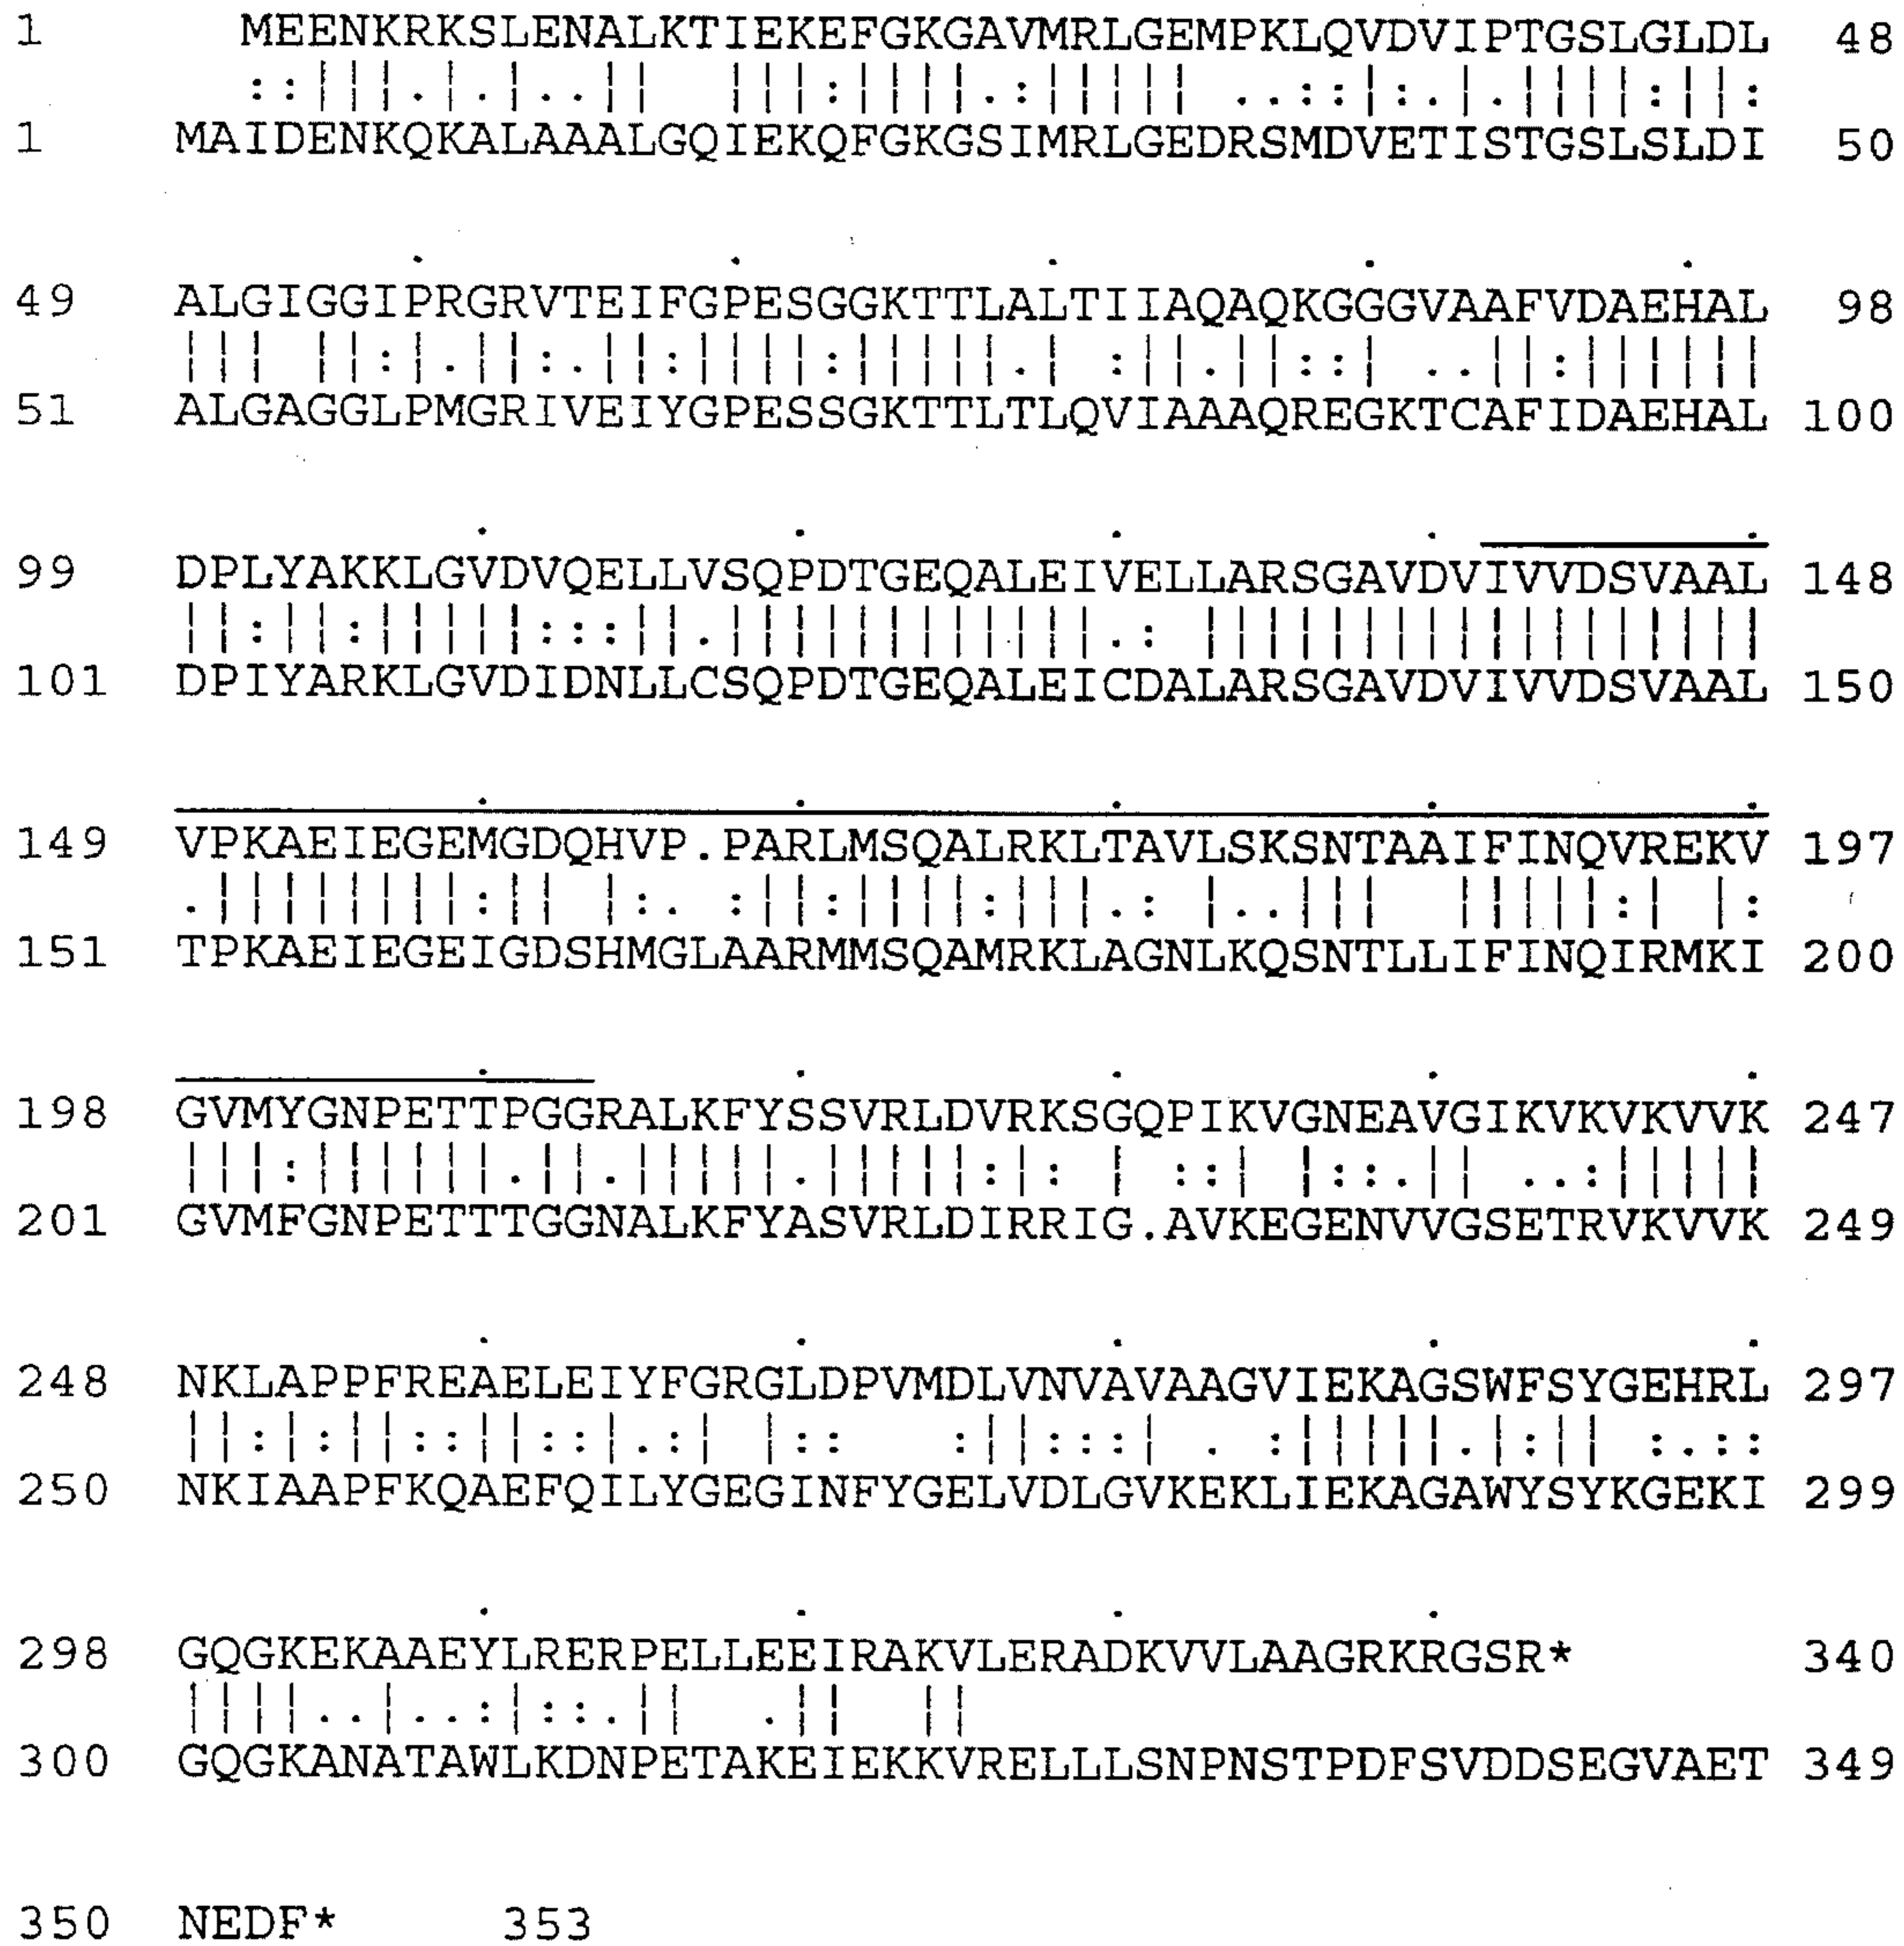 1 MEENKRKSLENALKTIEKEFGKGAVMRLGEMPKLQVDVIPTGSLGLDL 48
::|||.|.|..|| |||:||||.:||||| ..::|:.|.||||:||:
1 MAIDENKQKALAAALGQIEKQFGKGSIMRLGEDRSMDVETISTGSLSLDI 50
. . . . .
49 ALGIGGIPRGRVTEIFGPESGGKTTLALTIIAQAQKGGGVAAFVDAEHAL 98
||| ||:|.||:.||:||||:|||||.| :||.||::| ..||:||||||
51 ALGAGGLPMGRIVEIYGPESSGKTTLTLQVIAAAQREGKTCAFIDAEHAL 100
. . . . .
99 DPLYAKKLGVDVQELLVSQPDTGEQALEIVELLARSGAVDVIVVDSVAAL 148
||:||:|||||:::||.||||||||||||.: ||||||||||||||||||
101 DPIYARKLGVDIDNLLCSQPDTGEQALEICDALARSGAVDVIVVDSVAAL 150
. . . . .
149 VPKAEIEGEMGDQHVP.PARLMSQALRKLTAVLSKSNTAAIFINQVREKV 197
.||||||||:|| |:. :||:||||:|||.: |..||| |||||:| |:
151 TPKAEIEGEIGDSHMGLAARMMSQAMRKLAGNLKQSNTLLIFINQIRMKI 200
. . . . .
198 GVMYGNPETTPGGRALKFYSSVRLDVRKSGQPIKVGNEAVGIKVKVKVVK 247
|||:||||||.||.|||||.|||||:|: | ::| |::.|| ..:|||||
201 GVMFGNPETTTGGNALKFYASVRLDIRRIG.AVKEGENVVGSETRVKVVK 249
. . . . .
248 NKLAPPFREAELEIYFGRGLDPVMDLVNVAVAAGVIEKAGSWFSYGEHRL 297
||:|:||::||::|.:| |:: :||:::| . :|||||.|:|| :.::
250 NKIAAPFKQAEFQILYGEGINFYGELVDLGVKEKLIEKAGAWYSYKGEKI 299
. . . .
298 GQGKEKAAEYLRERPELLEEIRAKVLERADKVVLAAGRKRGSR* 340
||||..|..:|::.|| .|| ||
300 GQGKANATAWLKDNPETAKEIEKKVRELLLLSNPNSTPDFSVDDSEGVAET 349
350 NEDF* 353